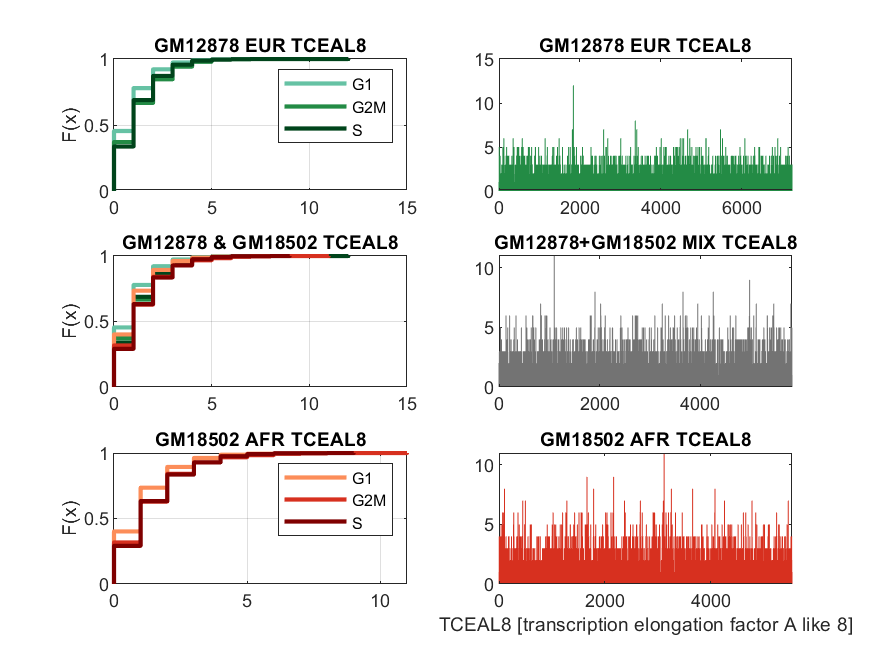 GM12878 EUR TCEAL8
F(x)
1
0.5
0
0
5
10
15
G1
G2M
S
GM12878 EUR TCEAL8
15
10
5
0
0
2000
4000
6000
GM12878 & GM18502 TCEAL8
F(x)
1
0.5
0
0
5
10
15
GM12878+GM18502 MIX TCEAL8
10
5
0
0
2000
4000
GM18502 AFR TCEAL8
F(x)
1
0.5
0
0
5
10
G1
G2M
S
GM18502 AFR TCEAL8
10
5
0
0
2000
4000
TCEAL8 [transcription elongation factor A like 8]